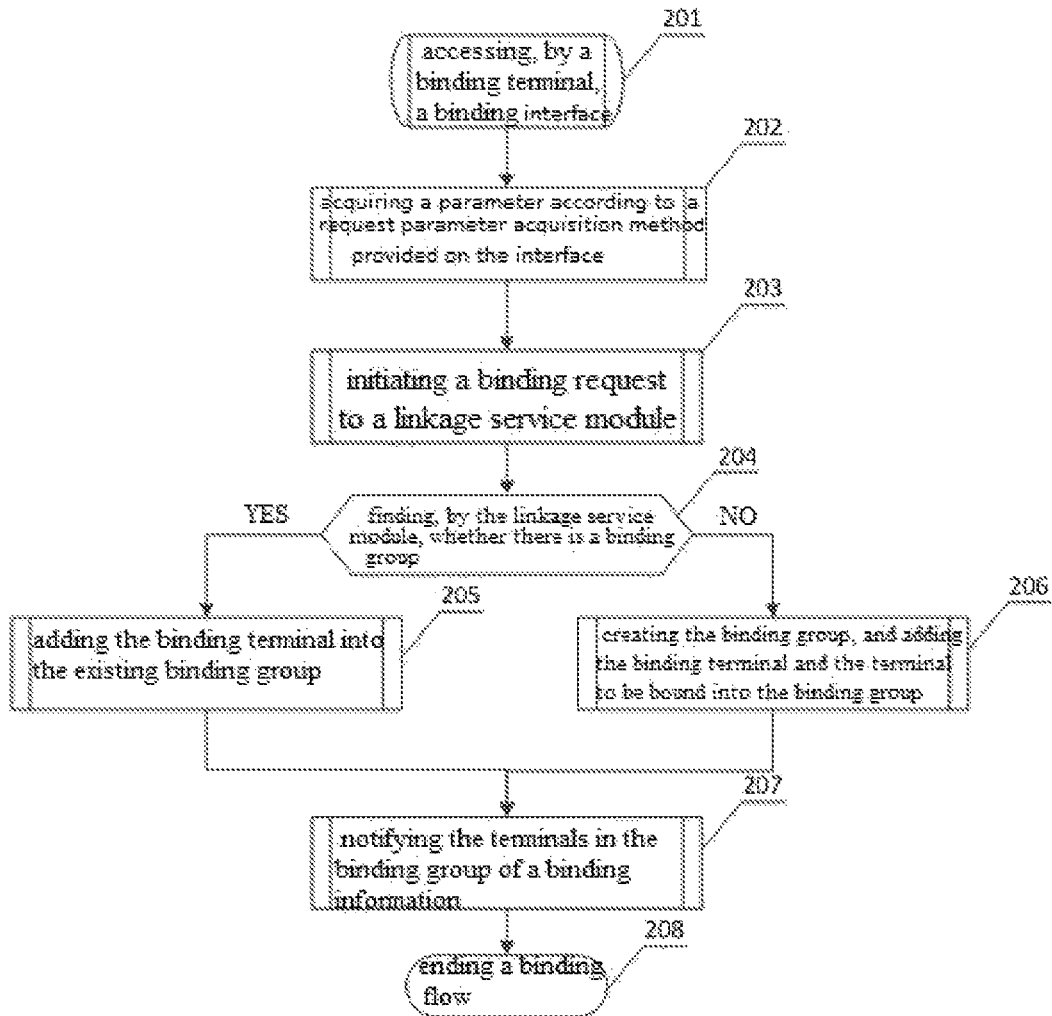 201
accessing, by a
binding terminal,
a binding interface
202
acquiring a parameter according to a
request parameter acquisition method
provided on the interface
203
initiating a binding request
to a linkage service module
204
YES
finding, by the linkage service
module, whether there is a binding
group
NO
205
adding the binding terminal into
the existing binding group
206
creating the binding group, and adding
the binding terminal and the terminal
to be bound into the binding group
207
notifying the terminals in the
binding group of a binding
information
208
ending a binding
flow